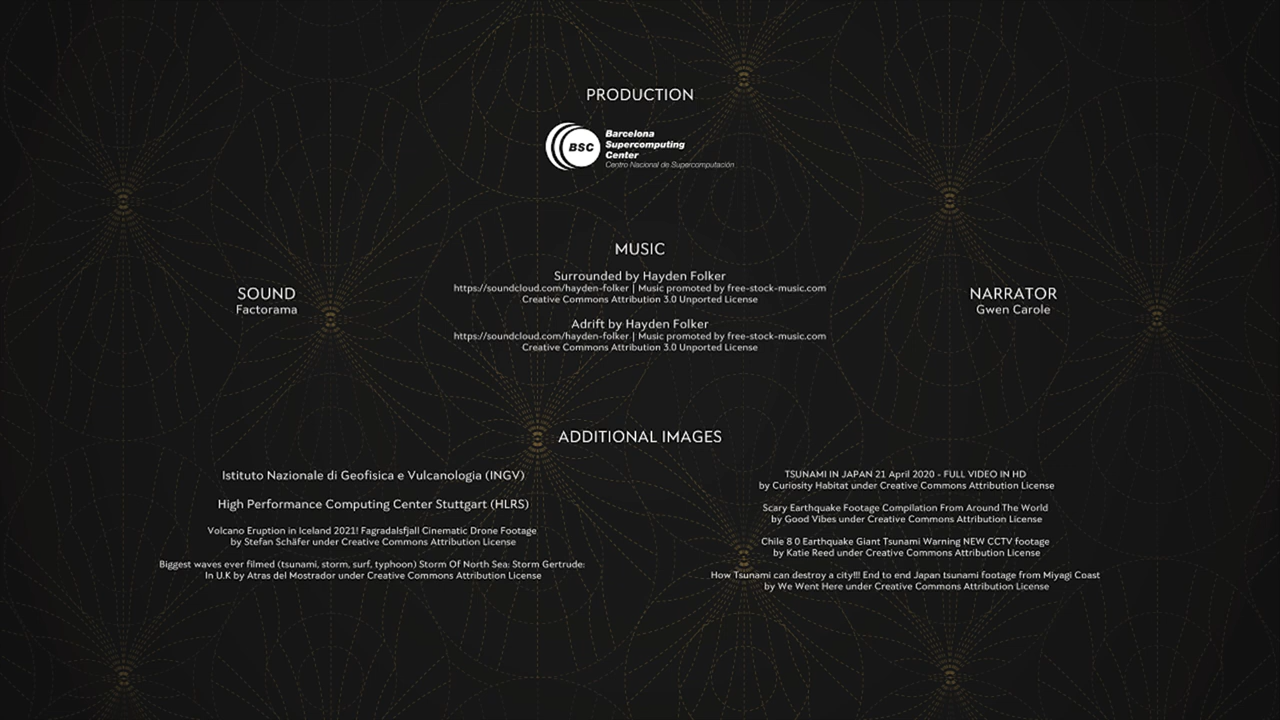 PRODUCTION
BSC
Barcelona
Supercomputing
Center
Centro Nacional de Supercomputación
MUSIC
Surrounded by Hayden Folker
https://soundcloud.com/hayden-folker | Music promoted by free-stock-music.com
Creative Commons Attribution 3.0 Unported License
Adrift by Hayden Folker
https://soundcloud.com/hayden-folker | Music promoted by free-stock-music.com
Creative Commons Attribution 3.0 Unported License
SOUND
Factorama
NARRATOR
Gwen Carole
ADDITIONAL IMAGES
Istituto Nazionale di Geofisica e Vulcanologia (INGV)
High Performance Computing Center Stuttgart (HLRS)
Volcano Eruption in Iceland 2021! Fagradalsfjall Cinematic Drone Footage
by Stefan Schäfer under Creative Commons Attribution License
Biggest waves ever filmed (tsunami, storm, surf, typhoon) Storm Of North Sea: Storm Gertrude:
In U.K by Atras del Mostrador under Creative Commons Attribution License
TSUNAMI IN JAPAN 21 April 2020 - FULL VIDEO IN HD
by Curiosity Habitat under Creative Commons Attribution License
Scary Earthquake Footage Compilation From Around The World
by Good Vibes under Creative Commons Attribution License
Chile 8 0 Earthquake Giant Tsunami Warning NEW CCTV footage
by Katie Reed under Creative Commons Attribution License
How Tsunami can destroy a city!!! End to end Japan tsunami footage from Miyagi Coast
by We Went Here under Creative Commons Attribution License